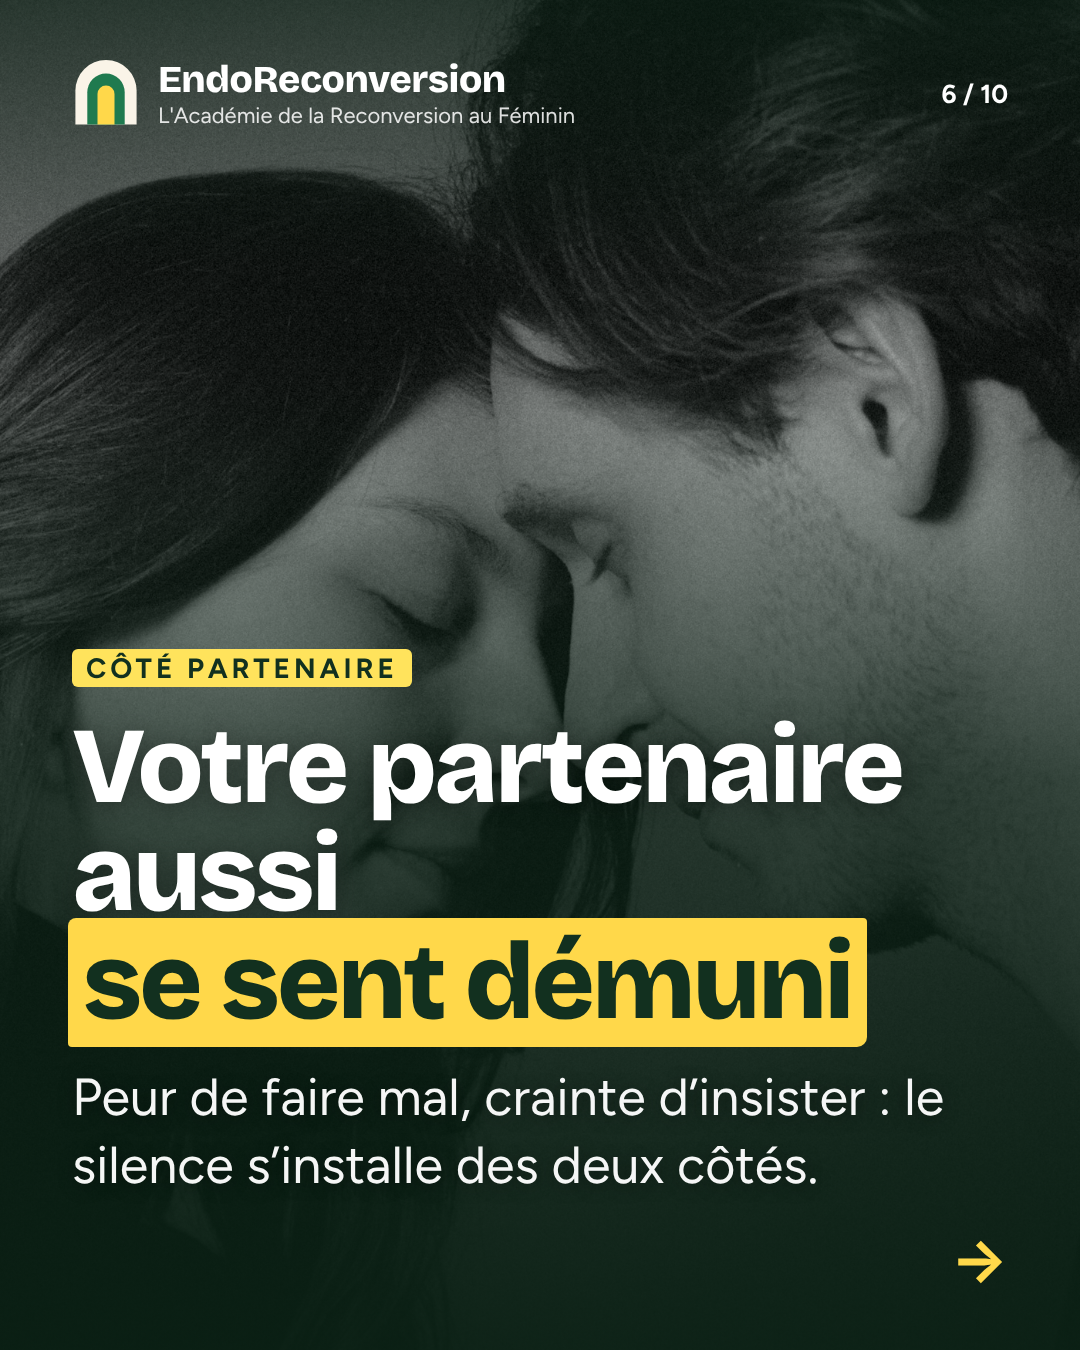 EndoReconversion
L'Académie de la Reconversion au Féminin
6 / 10
CÔTÉ PARTENAIRE
Votre partenaire
aussi
se sent démuni
Peur de faire mal, crainte d’insister : le
silence s’installe des deux côtés.